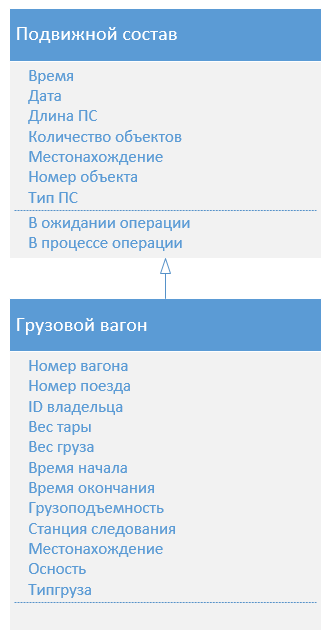 Подвижной состав
Время
Дата
Длина ПС
Количество объектов
Местонахождение
Номер объекта
Тип ПС
В ожидании операции
В процессе операции
Грузовой вагон
Номер вагона
Номер поезда
ID владельца
Вес тары
Вес груза
Время начала
Время окончания
Грузоподъемность
Станция следования
Местонахождение
Осность
Типгруза